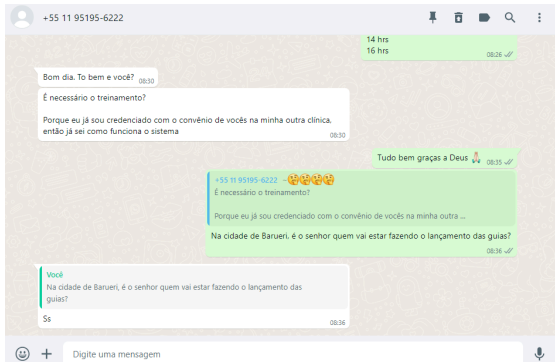 +55 11 95195-6222
14 hrs
16 hrs
08:26
Bom dia. To bem e você?
08:30
É necessário o treinamento?
Porque eu já sou credenciado com o convênio de vocês na minha outra clínica,
então já sei como funciona o sistema
08:30
Tudo bem graças a Deus 🙏🏻
08:35
+55 11 95195-6222 ~🤔🤔🤔🤔
É necessário o treinamento?
Porque eu já sou credenciado com o convênio de vocês na minha outra ...
Na cidade de Barueri, é o senhor quem vai estar fazendo o lançamento das guias?
08:36
Você
Na cidade de Barueri, é o senhor quem vai estar fazendo o lançamento das
guias?
Ss
08:36
Digite uma mensagem